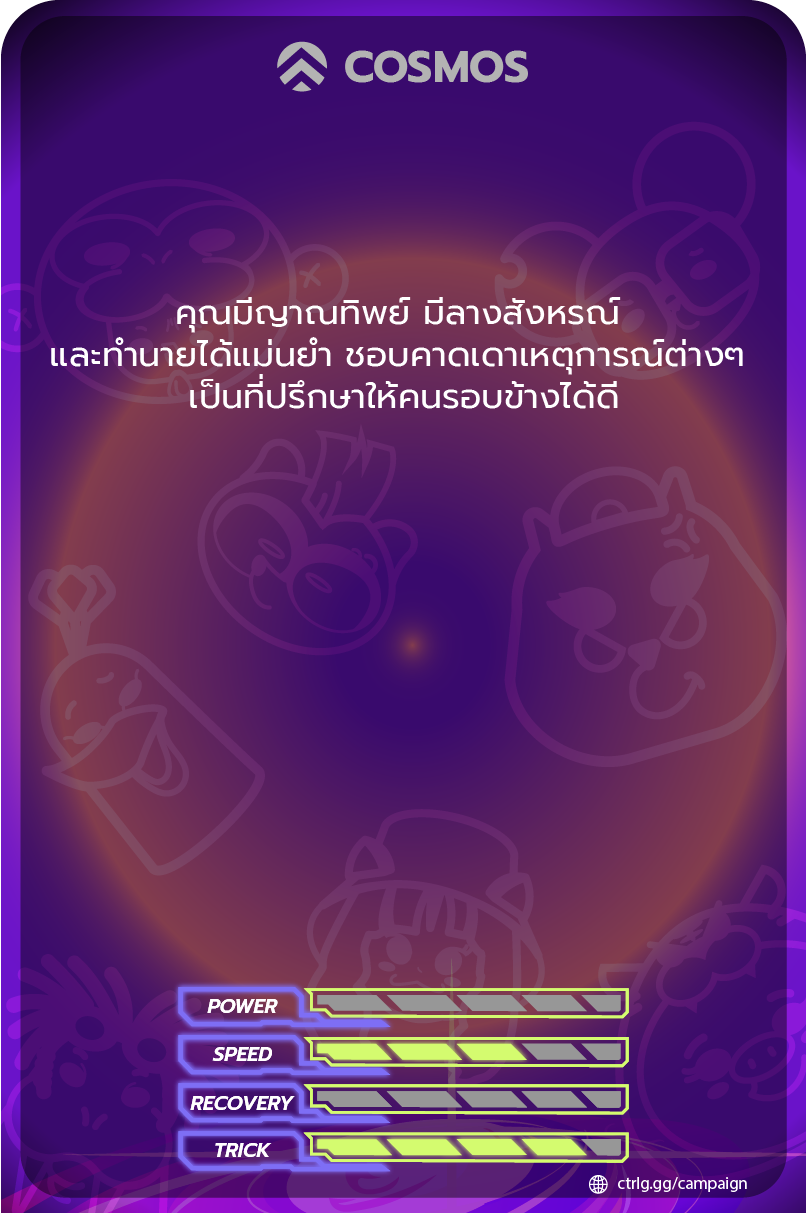 COSMOS
คุณมีญาณทิพย์ มีลางสังหรณ์
และทำนายได้แม่นยำ ชอบคาดเดาเหตุการณ์ต่างๆ
เป็นที่ปรึกษาให้คนรอบข้างได้ดี
POWER
SPEED
RECOVERY
TRICK
ctrlg.gg/campaign